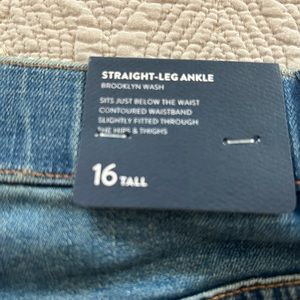 STRAIGHT-LEG ANKLE
BROOKLYN WASH
SITS JUST BELOW THE WAIST
CONTOURED WAISTBAND
SLIGHTLY FITTED THROUGH
THE HIPS & THIGHS
16 TALL